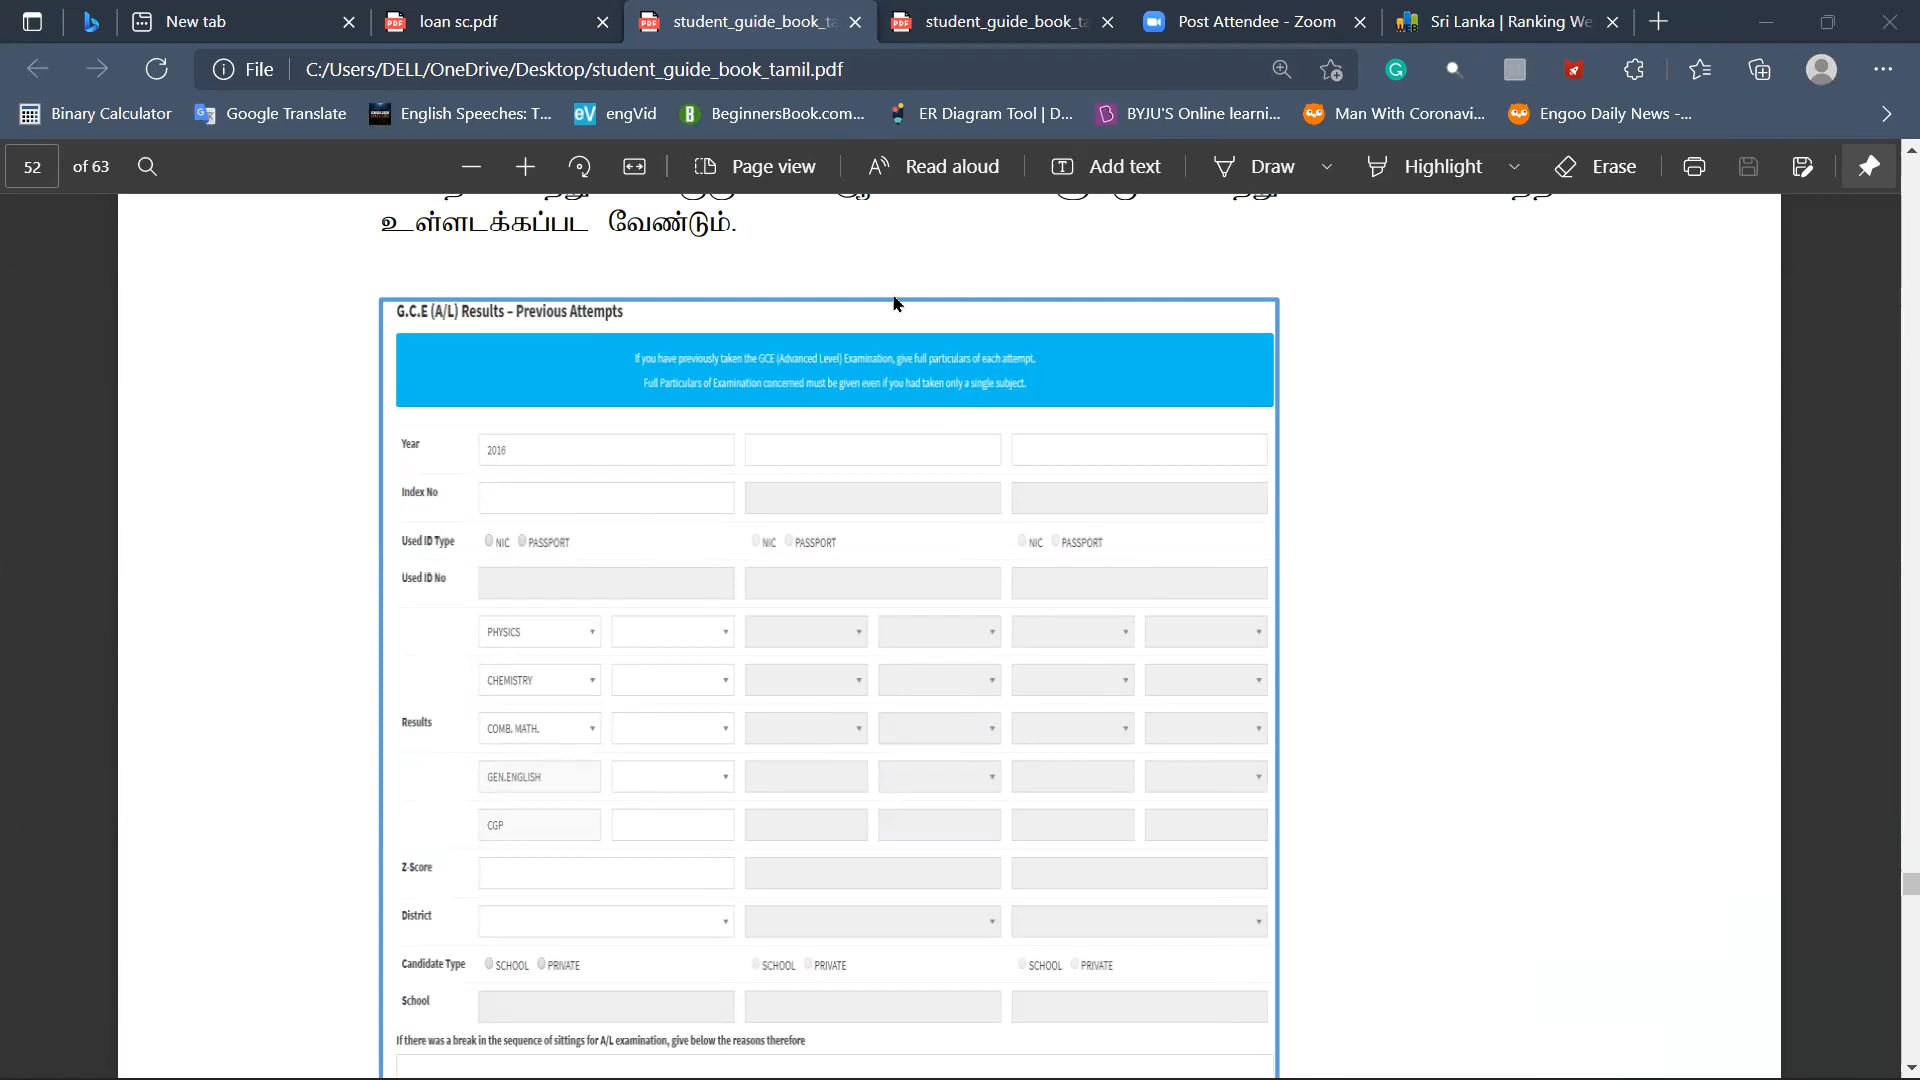 New tab
loan sc.pdf
student_guide_book_ta
student_guide_book_ta
Post Attendee - Zoom
Sri Lanka | Ranking We
File
C:/Users/DELL/OneDrive/Desktop/student_guide_book_tamil.pdf
Binary Calculator
Google Translate
English Speeches: T...
engVid
BeginnersBook.com...
ER Diagram Tool | D...
BYJU'S Online learni...
Man With Coronavi...
Engoo Daily News -...
52 of 63
Page view
Read aloud
Add text
Draw
Highlight
Erase
உள்ளடக்கப்பட வேண்டும்.
G.C.E (A/L) Results – Previous Attempts
If you have previously taken the GCE (Advanced Level) Examination, give full particulars of each attempt.
Full Particulars of Examination concerned must be given even if you had taken only a single subject.
Year 2016
Index No
Used ID Type NIC PASSPORT NIC PASSPORT NIC PASSPORT
Used ID No
PHYSICS
CHEMISTRY
Results COMB. MATH.
GEN.ENGLISH
CGP
Z-Score
District
Candidate Type SCHOOL PRIVATE SCHOOL PRIVATE SCHOOL PRIVATE
School
If there was a break in the sequence of sittings for A/L examination, give below the reasons therefore